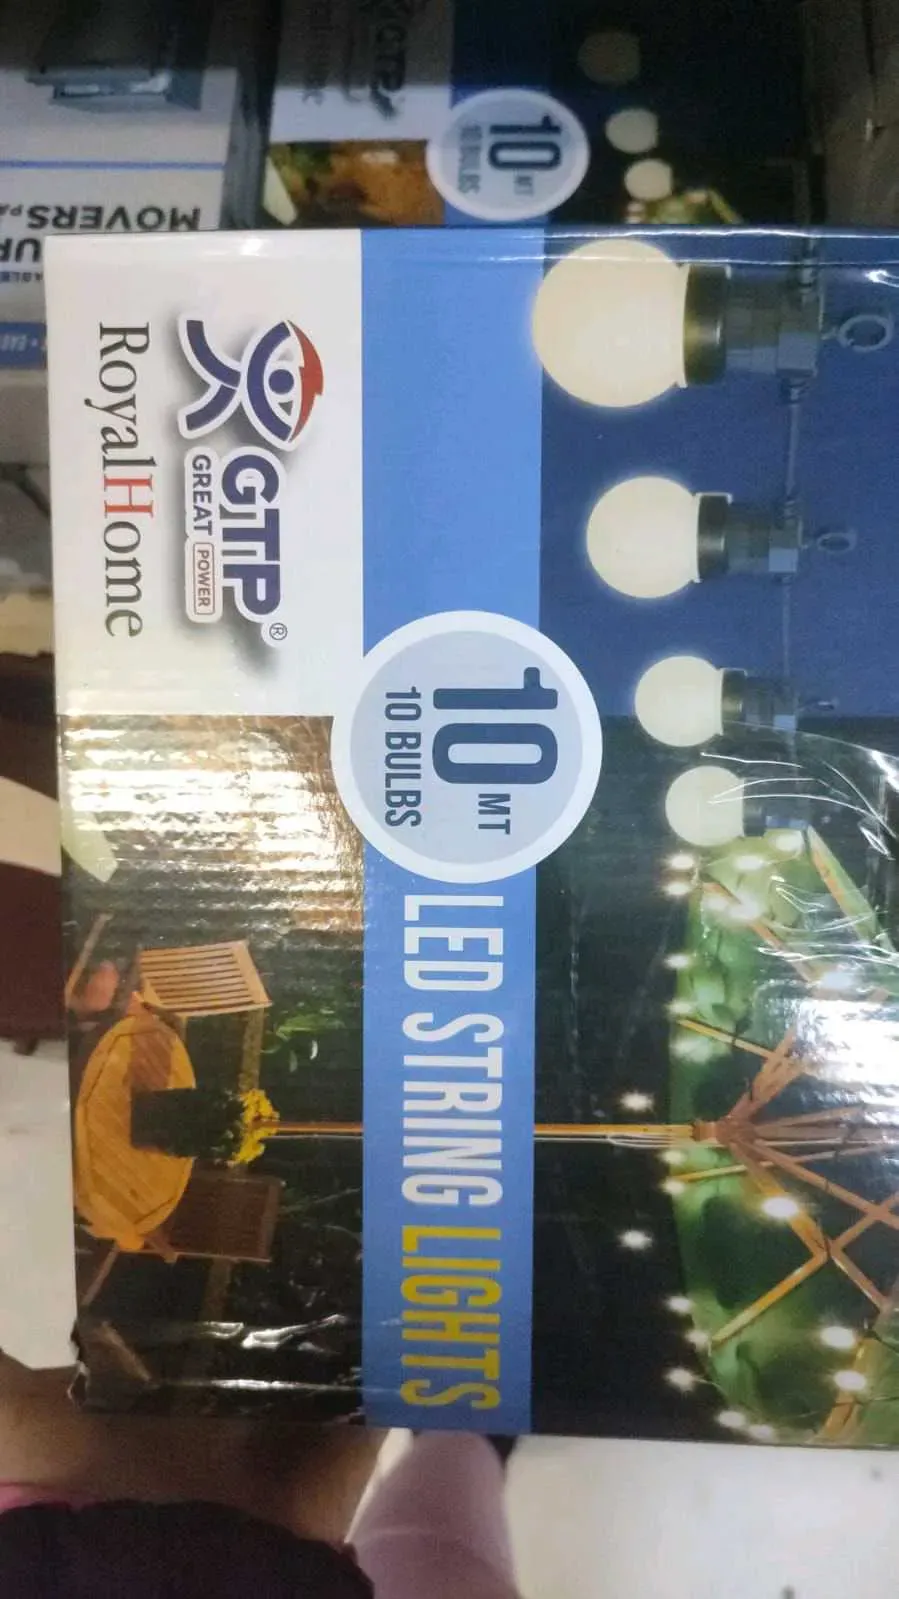 GTP®
GREAT POWER
RoyalHome
10 MT
10 BULBS
LED STRING LIGHTS
10 MT
10 BULBS
MOVERS